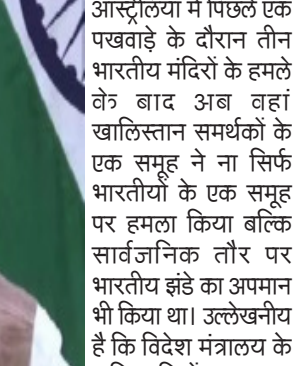 आस्ट्रेलिया में पिछले एक
पखवाड़े के दौरान तीन
भारतीय मंदिरों के हमले
के बाद अब वहां
खालिस्तान समर्थकों के
एक समूह ने ना सिर्फ
भारतीयों के एक समूह
पर हमला किया बल्कि
सार्वजनिक तौर पर
भारतीय झंडे का अपमान
भी किया था। उल्लेखनीय
है कि विदेश मंत्रालय के